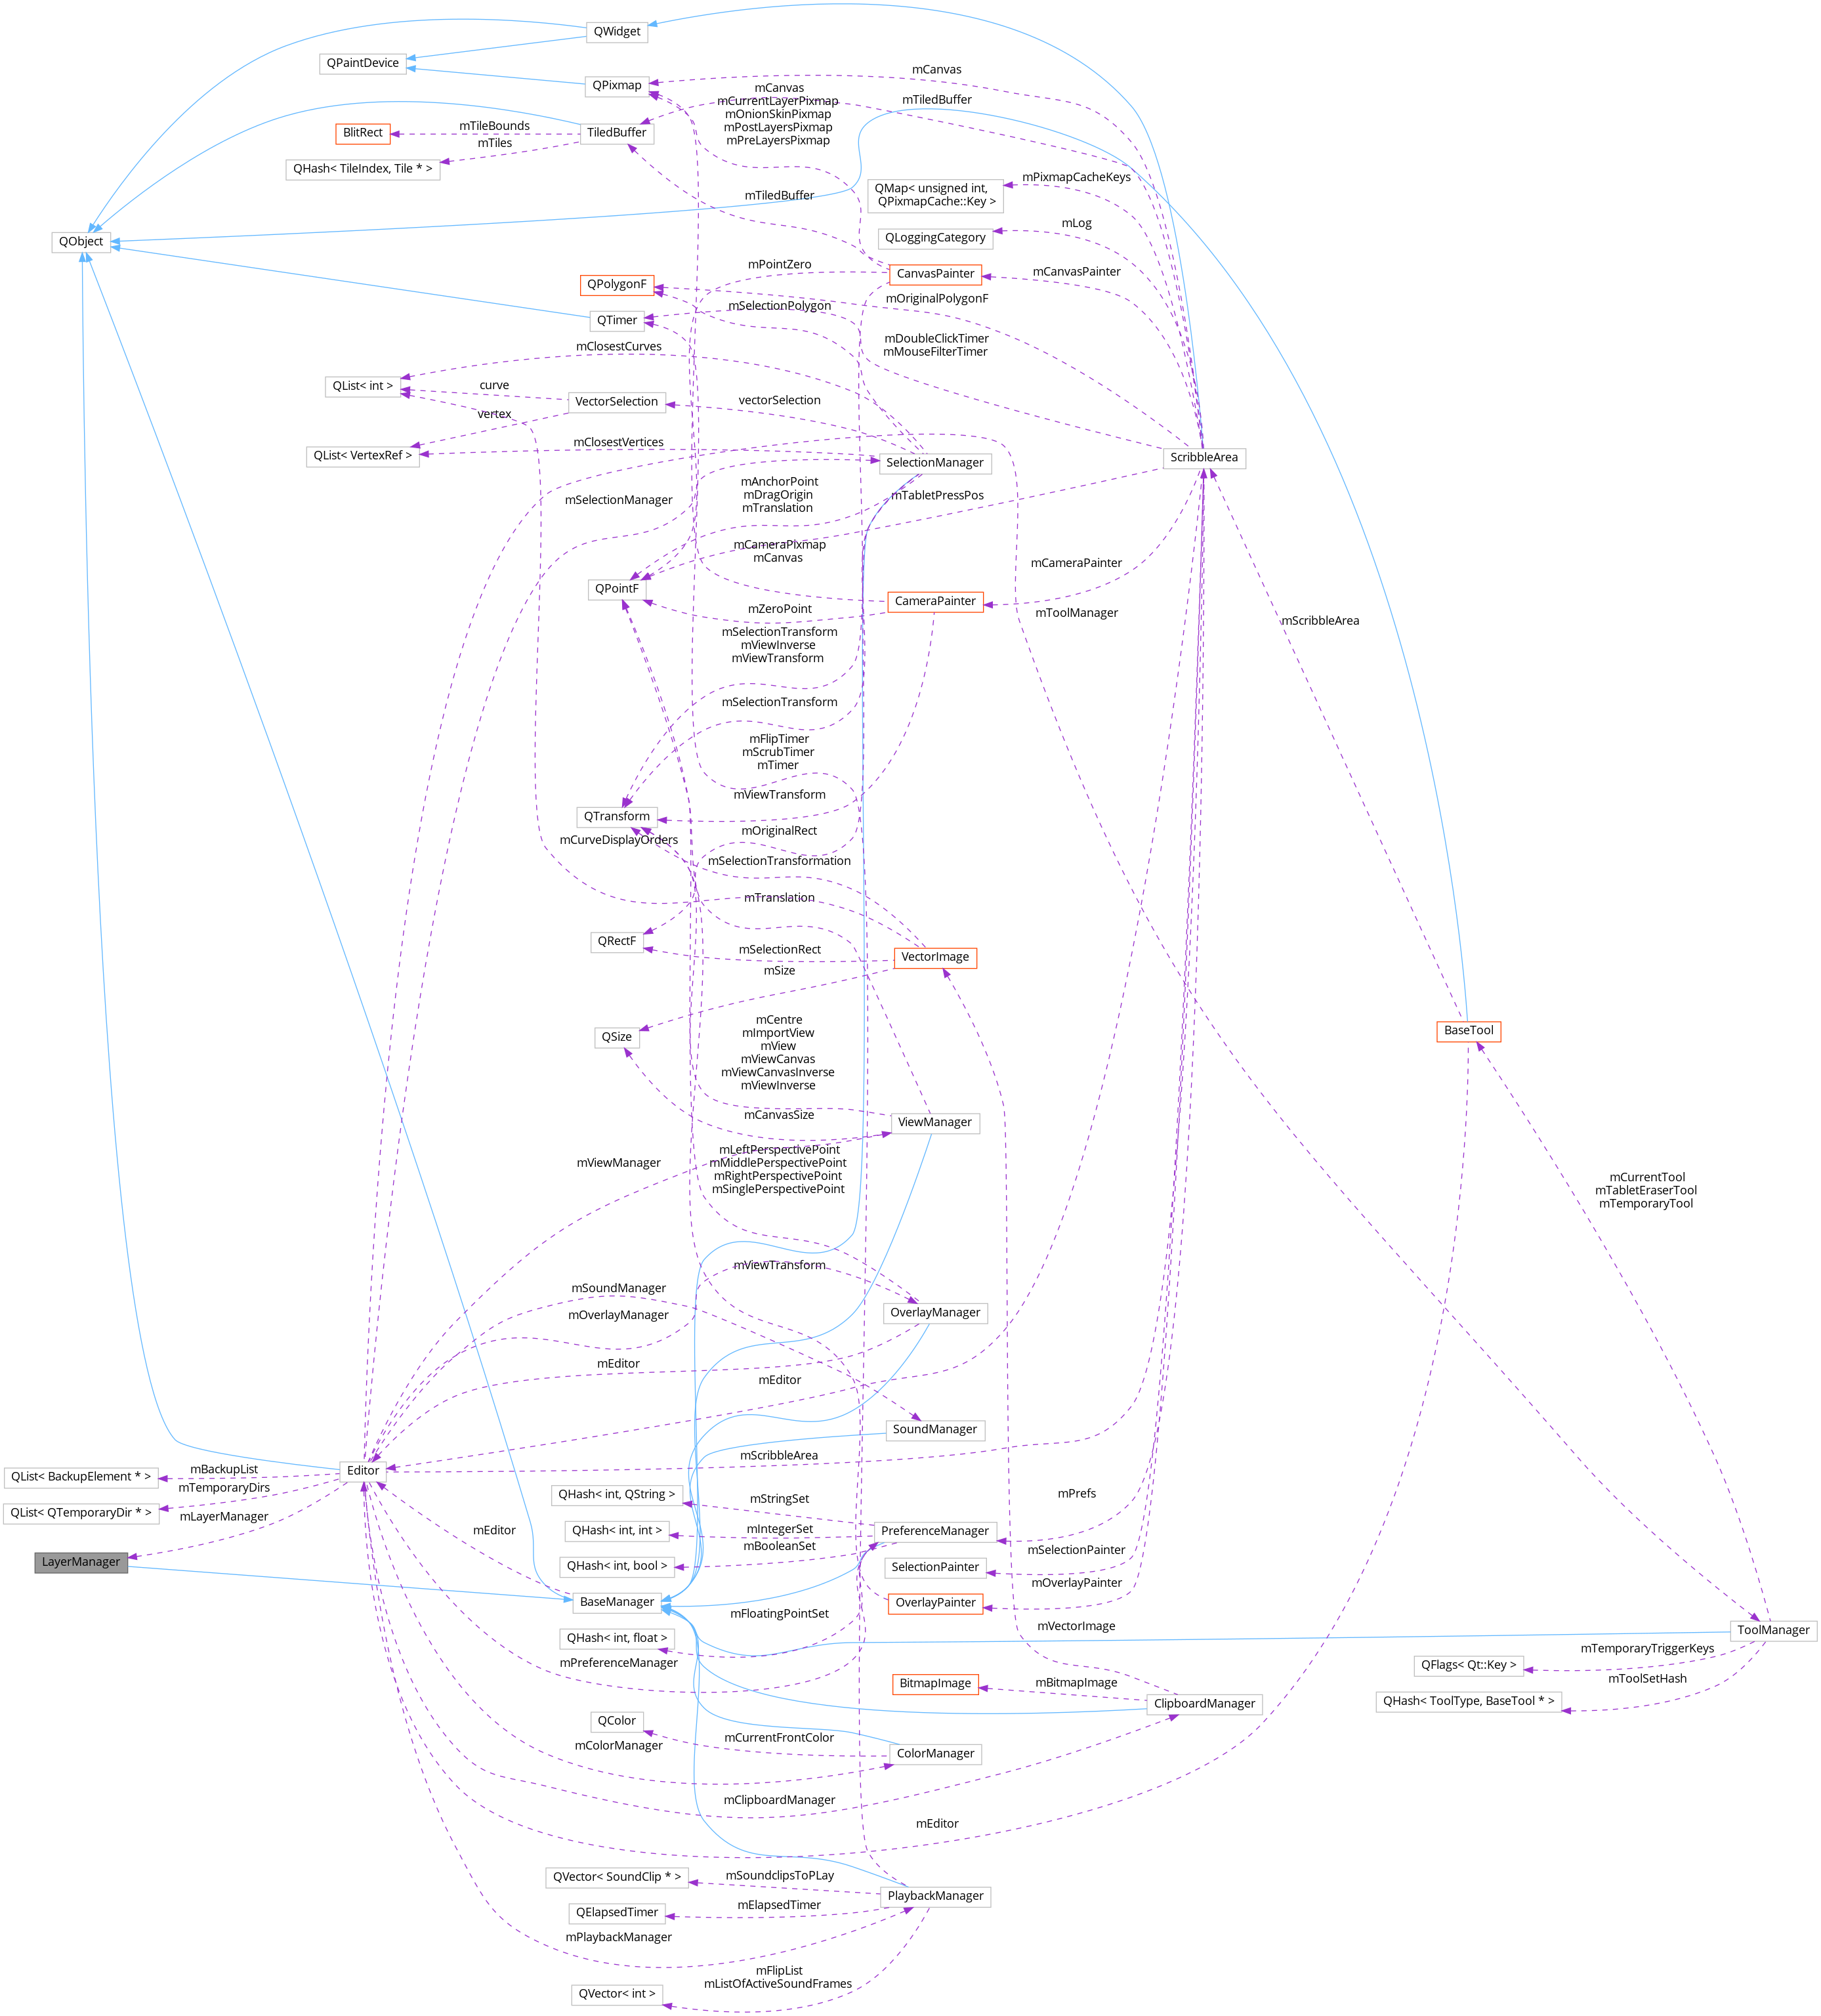 QWidget
QPaintDevice
mCanvas
QPixmap
mCanvas
mCurrentLayerPixmap
mOnionSkinPixmap
mPostLayersPixmap
mPreLayersPixmap
mTiledBuffer
mTileBounds
BlitRect
TiledBuffer
mTiles
QHash< TileIndex, Tile * >
mPixmapCacheKeys
QMap< unsigned int,
QPixmapCache::Key >
mTiledBuffer
mLog
QLoggingCategory
QObject
mPointZero
CanvasPainter
mCanvasPainter
QPolygonF
mOriginalPolygonF
mSelectionPolygon
QTimer
mDoubleClickTimer
mMouseFilterTimer
mClosestCurves
QList< int >
curve
VectorSelection
vectorSelection
vertex
mClosestVertices
QList< VertexRef >
SelectionManager
ScribbleArea
mSelectionManager
mAnchorPoint
mDragOrigin
mTranslation
mTabletPressPos
mCameraPixmap
mCanvas
mCameraPainter
QPointF
CameraPainter
mZeroPoint
mToolManager
mScribbleArea
mSelectionTransform
mViewInverse
mViewTransform
mSelectionTransform
mFlipTimer
mScrubTimer
mTimer
mViewTransform
QTransform
mOriginalRect
mCurveDisplayOrders
mSelectionTransformation
mTranslation
QRectF
mSelectionRect
VectorImage
mSize
QSize
mCentre
mImportView
mView
mViewCanvas
mViewCanvasInverse
mViewInverse
BaseTool
mCanvasSize
ViewManager
mViewManager
mLeftPerspectivePoint
mMiddlePerspectivePoint
mRightPerspectivePoint
mSinglePerspectivePoint
mCurrentTool
mTabletEraserTool
mTemporaryTool
mViewTransform
mSoundManager
mOverlayManager
OverlayManager
mEditor
mEditor
SoundManager
mScribbleArea
Editor
mBackupList
QList< BackupElement * >
mTemporaryDirs
QList< QTemporaryDir * >
mLayerManager
QHash< int, QString >
mStringSet
mPrefs
QHash< int, int >
mIntegerSet
PreferenceManager
mEditor
mBooleanSet
LayerManager
QHash< int, bool >
SelectionPainter
mSelectionPainter
BaseManager
mFloatingPointSet
OverlayPainter
mOverlayPainter
mVectorImage
QHash< int, float >
ToolManager
mPreferenceManager
mTemporaryTriggerKeys
QFlags< Qt::Key >
mToolSetHash
QHash< ToolType, BaseTool * >
BitmapImage
mBitmapImage
ClipboardManager
QColor
mCurrentFrontColor
mColorManager
ColorManager
mClipboardManager
mEditor
mSoundclipsToPLay
QVector< SoundClip * >
PlaybackManager
mElapsedTimer
QElapsedTimer
mPlaybackManager
mFlipList
mListOfActiveSoundFrames
QVector< int >